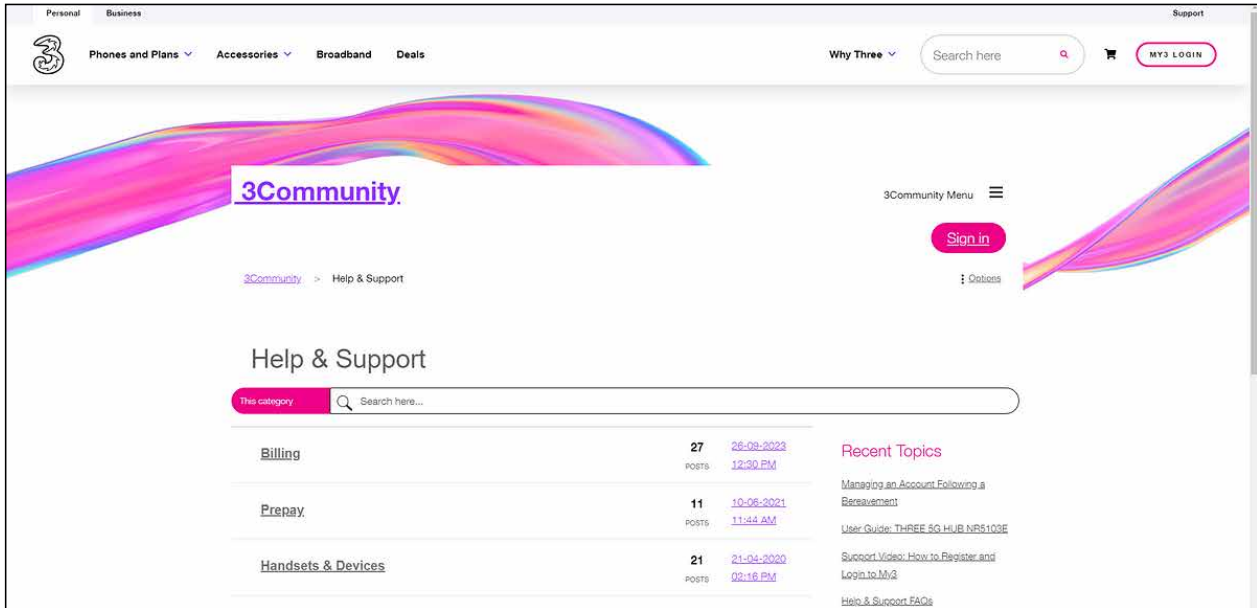 Personal Business Support
3 Phones and Plans Accessories Broadband Deals Why Three Search here MY3 LOGIN
3Community
3Community Menu
Sign in
3Community > Help & Support Options
Help & Support
This category Search here...
Billing 27 POSTS 26-09-2023 12:30 PM
Prepay 11 POSTS 10-06-2021 11:44 AM
Handsets & Devices 21 POSTS 21-04-2020 02:16 PM
Recent Topics
Managing an Account Following a
Bereavement
User Guide: THREE 5G HUB NR5103E
Support Video: How to Register and
Login to My3
Help & Support FAQs